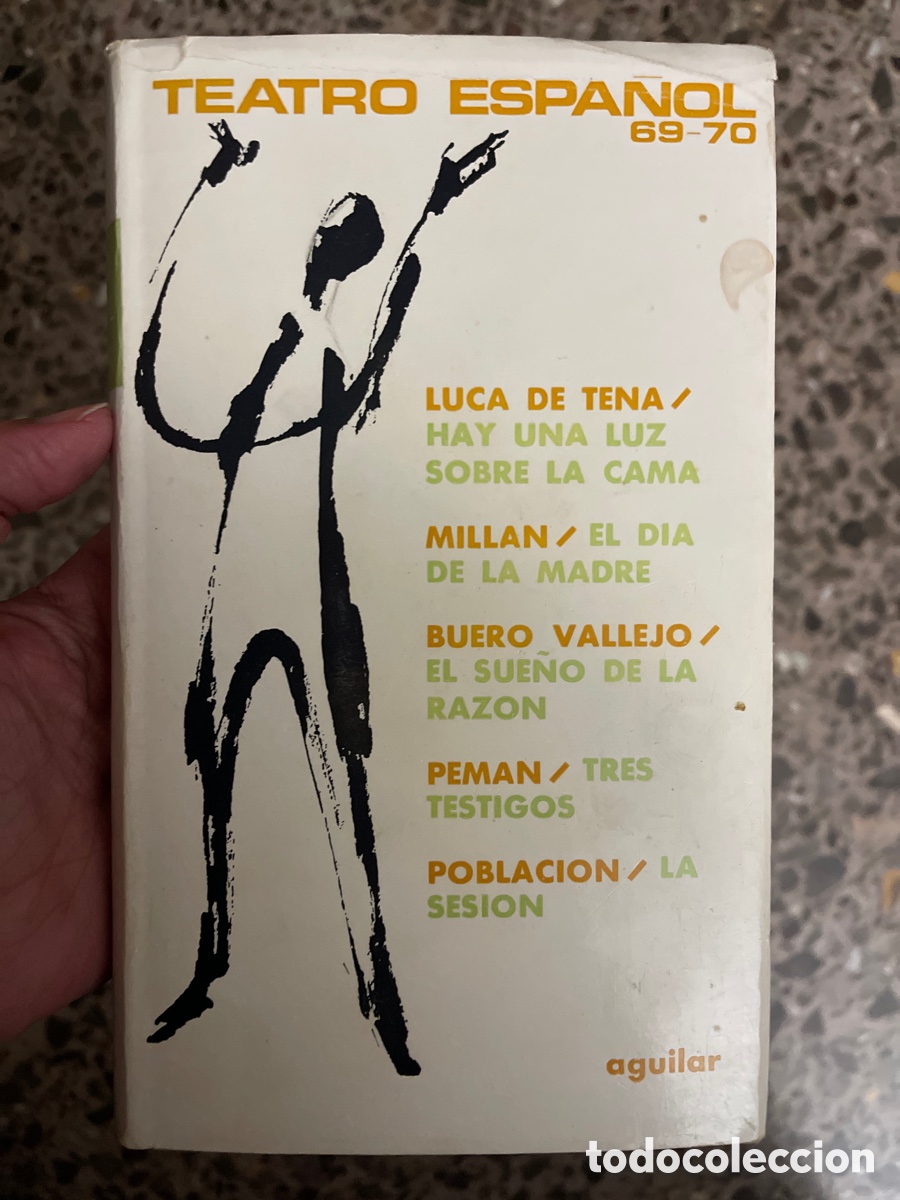 TEATRO ESPAÑOL
69-70
LUCA DE TENA/
HAY UNA LUZ
SOBRE LA CAMA
MILLAN/ EL DIA
DE LA MADRE
BUERO VALLEJO/
EL SUEÑO DE LA
RAZON
PEMAN/ TRES
TESTIGOS
POBLACION/ LA
SESION
aguilar
todocoleccion